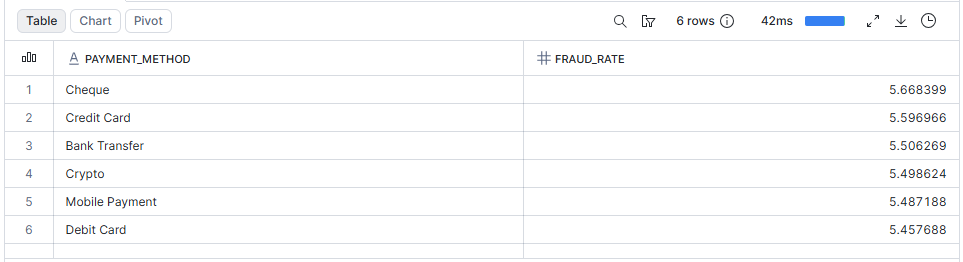 Table Chart Pivot 6 rows 42ms
PAYMENT_METHOD FRAUD_RATE
1 Cheque 5.668399
2 Credit Card 5.596966
3 Bank Transfer 5.506269
4 Crypto 5.498624
5 Mobile Payment 5.487188
6 Debit Card 5.457688